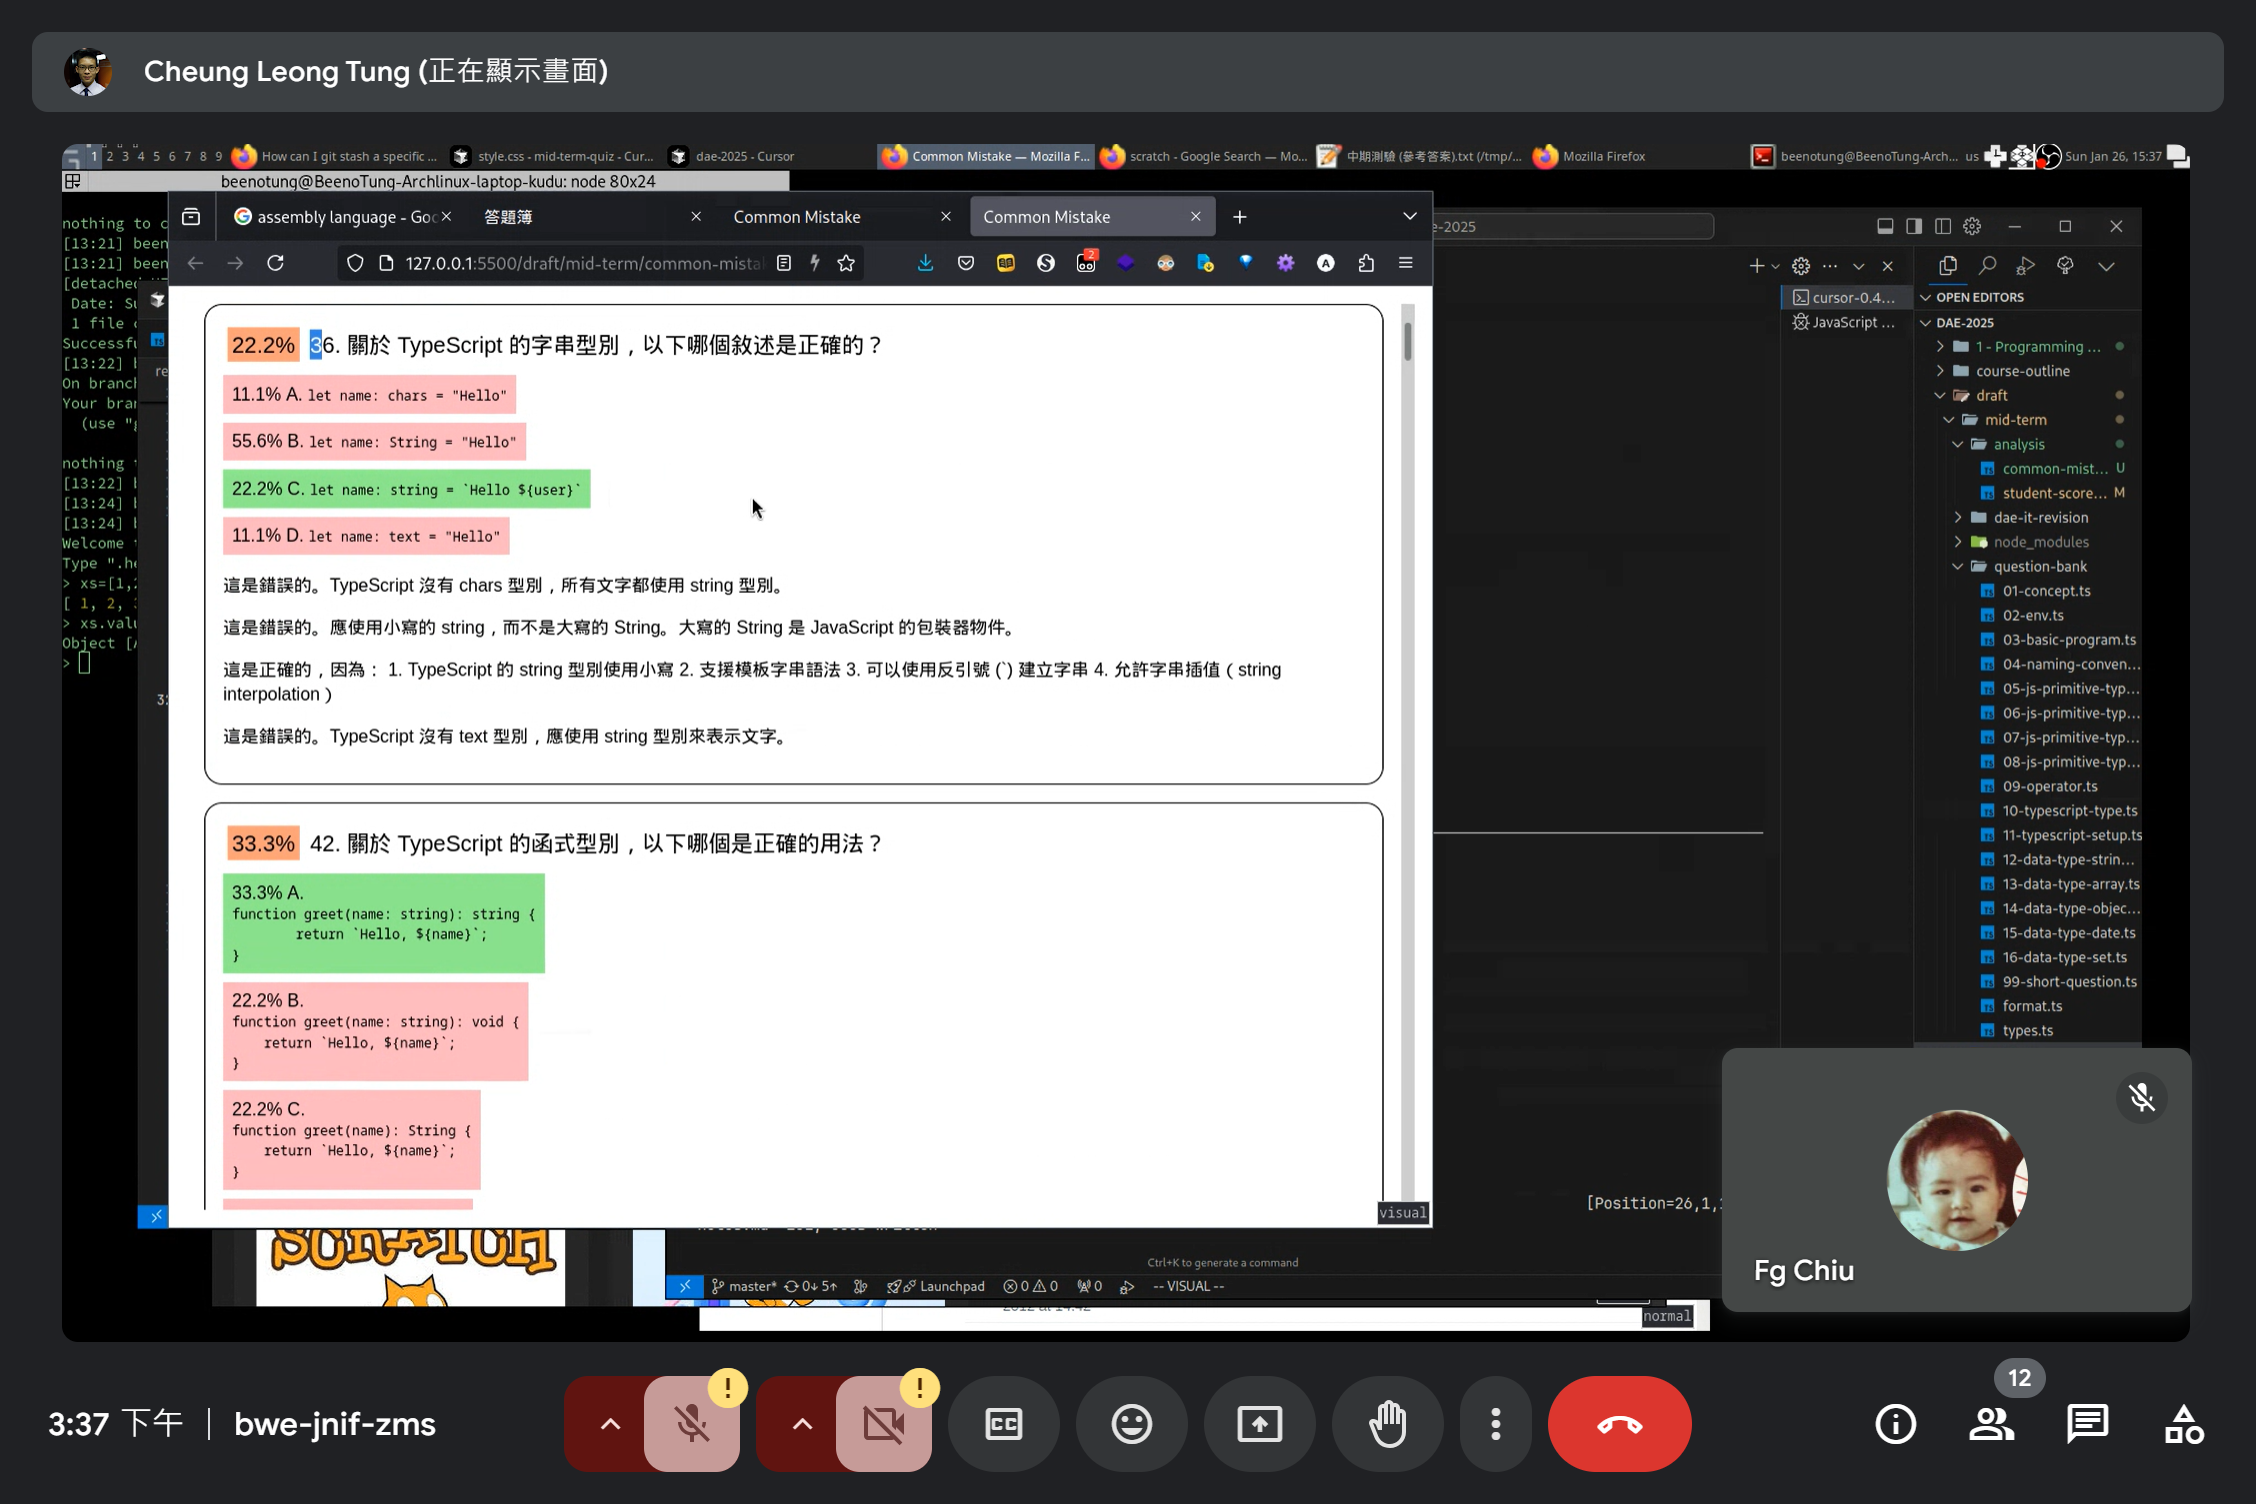 Cheung Leong Tung (正在顯示畫面)
1 2 3 4 5 6 7 8 9 How can I git stash a specific ... style.css - mid-term-quiz - Cur... dae-2025 - Cursor Common Mistake — Mozilla F... scratch - Google Search — Mo... 中期測驗 (參考答案).txt (/tmp/... Mozilla Firefox beenotung@BeenoTung-Arch... us Sun Jan 26, 15:37
beenotung@BeenoTung-Archlinux-laptop-kudu: node 80x24
nothing to c
[13:21] been
[13:21] been
[detached
Date: Su
1 file
Successfu
[13:22]
On branch
Your bran
(use "g
nothing
[13:22]
[13:24]
[13:24]
Welcome
Type ".he
> xs=[1,2
[ 1, 2,
> xs.valu
Object [A
>
assembly language - Goo
答題簿
Common Mistake
Common Mistake
127.0.0.1:5500/draft/mid-term/common-mista
2
22.2% 36. 關於 TypeScript 的字串型別，以下哪個敘述是正確的？
11.1% A. let name: chars = "Hello"
55.6% B. let name: String = "Hello"
22.2% C. let name: string = `Hello ${user}`
11.1% D. let name: text = "Hello"
這是錯誤的。TypeScript 沒有 chars 型別，所有文字都使用 string 型別。
這是錯誤的。應使用小寫的 string，而不是大寫的 String。大寫的 String 是 JavaScript 的包裝器物件。
這是正確的，因為： 1. TypeScript 的 string 型別使用小寫 2. 支援模板字串語法 3. 可以使用反引號 (`) 建立字串 4. 允許字串插值（string
interpolation）
這是錯誤的。TypeScript 沒有 text 型別，應使用 string 型別來表示文字。
33.3% 42. 關於 TypeScript 的函式型別，以下哪個是正確的用法？
33.3% A.
function greet(name: string): string {
return `Hello, ${name}`;
}
22.2% B.
function greet(name: string): void {
return `Hello, ${name}`;
}
22.2% C.
function greet(name): String {
return `Hello, ${name}`;
}
visual
e-2025
cursor-0.4...
JavaScript ...
OPEN EDITORS
DAE-2025
1 - Programming ...
course-outline
draft
mid-term
analysis
common-mist... U
student-score... M
dae-it-revision
node_modules
question-bank
01-concept.ts
02-env.ts
03-basic-program.ts
04-naming-conven...
05-js-primitive-typ...
06-js-primitive-typ...
07-js-primitive-typ...
08-js-primitive-typ...
09-operator.ts
10-typescript-type.ts
11-typescript-setup.ts
12-data-type-strin...
13-data-type-array.ts
14-data-type-objec...
15-data-type-date.ts
16-data-type-set.ts
99-short-question.ts
format.ts
types.ts
[Position=26,1,
SCRATCH
Ctrl+K to generate a command
master* 0↓ 5↑ Launchpad 0 0 0 -- VISUAL --
normal
Fg Chiu
3:37 下午 | bwe-jnif-zms
CC
12